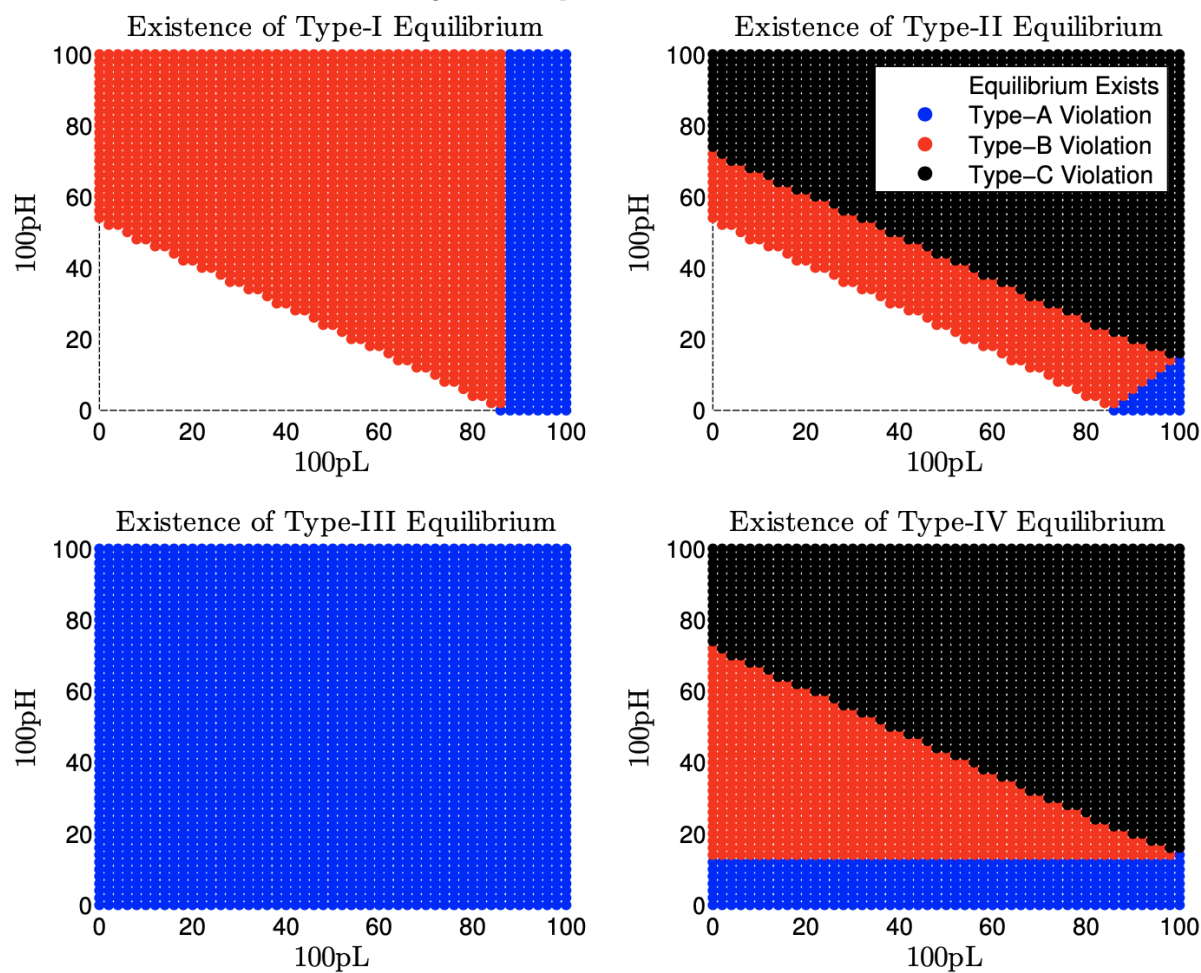 Existence of Type-I Equilibrium
100
80
60
40
20
0
100pH
0 20 40 60 80 100
100pL
Existence of Type-II Equilibrium
100
80
60
40
20
0
100pH
Equilibrium Exists
Type-A Violation
Type-B Violation
Type-C Violation
0 20 40 60 80 100
100pL
Existence of Type-III Equilibrium
100
80
60
40
20
0
100pH
0 20 40 60 80 100
100pL
Existence of Type-IV Equilibrium
100
80
60
40
20
0
100pH
0 20 40 60 80 100
100pL